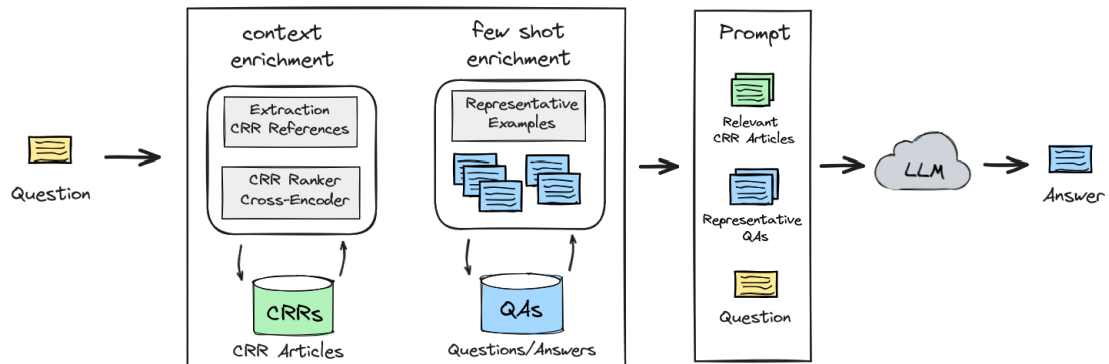 context
enrichment
Extraction
CRR References
CRR Ranker
Cross-Encoder
CRRs
CRR Articles
few shot
enrichment
Representative
Examples
QAs
Questions/Answers
Prompt
Relevant
CRR Articles
Representative
QAs
Question
Question
LLM
Answer